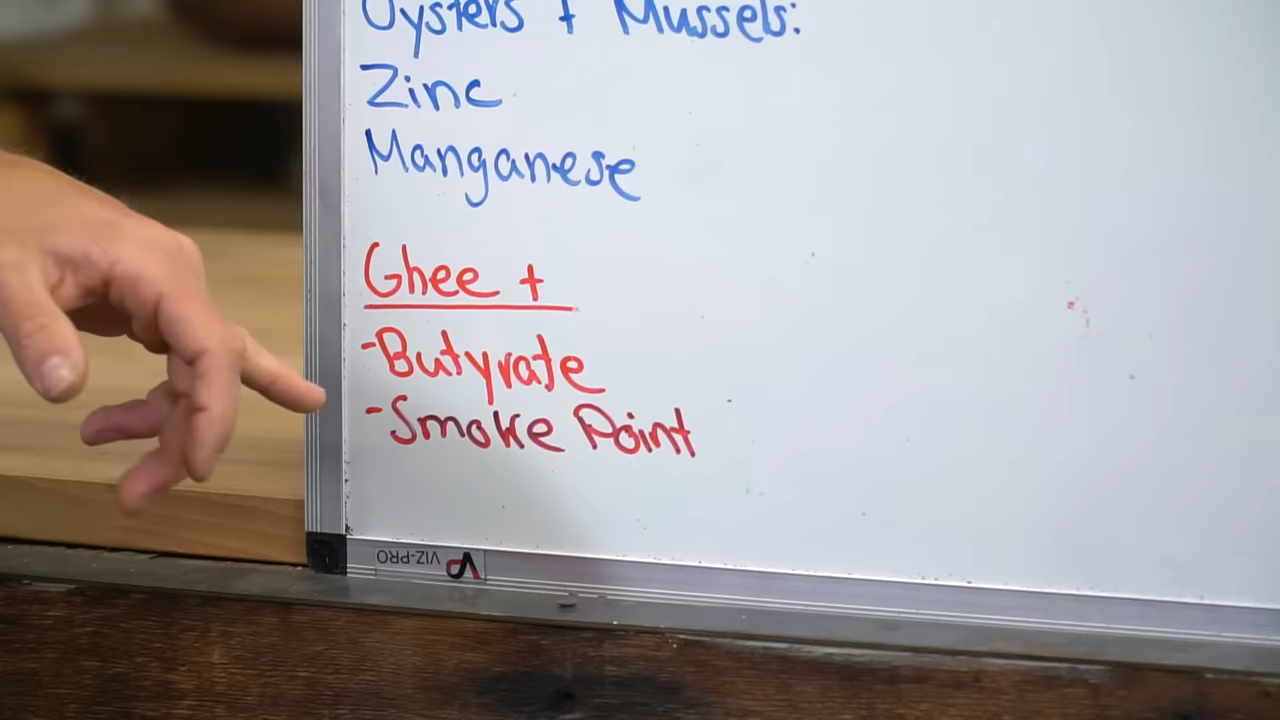 Oysters + Mussels:
Zinc
Manganese
Ghee +
-Butyrate
-Smoke Point
VIZ-PRO